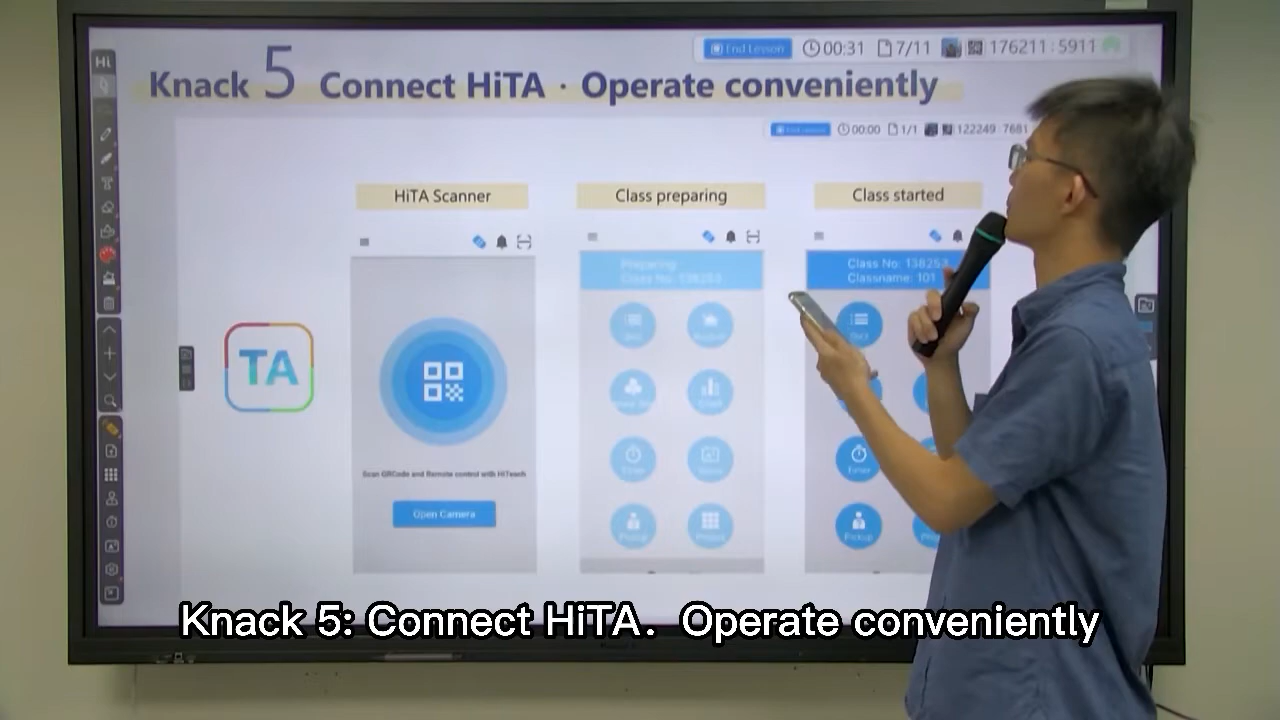 Hi
End Lesson 00:31 7/11 176211 : 5911
Knack 5 Connect HiTA · Operate conveniently
End Lesson 00:00 1/1 122249 : 7681
HiTA Scanner
Class preparing
Class started
Preparing
Class No: 138253
Class No: 138253
Classname: 101
TA
Timer
Pickup
Scan QRCode and Remote control with HiTeach
Open Camera
Knack 5: Connect HiTA. Operate conveniently